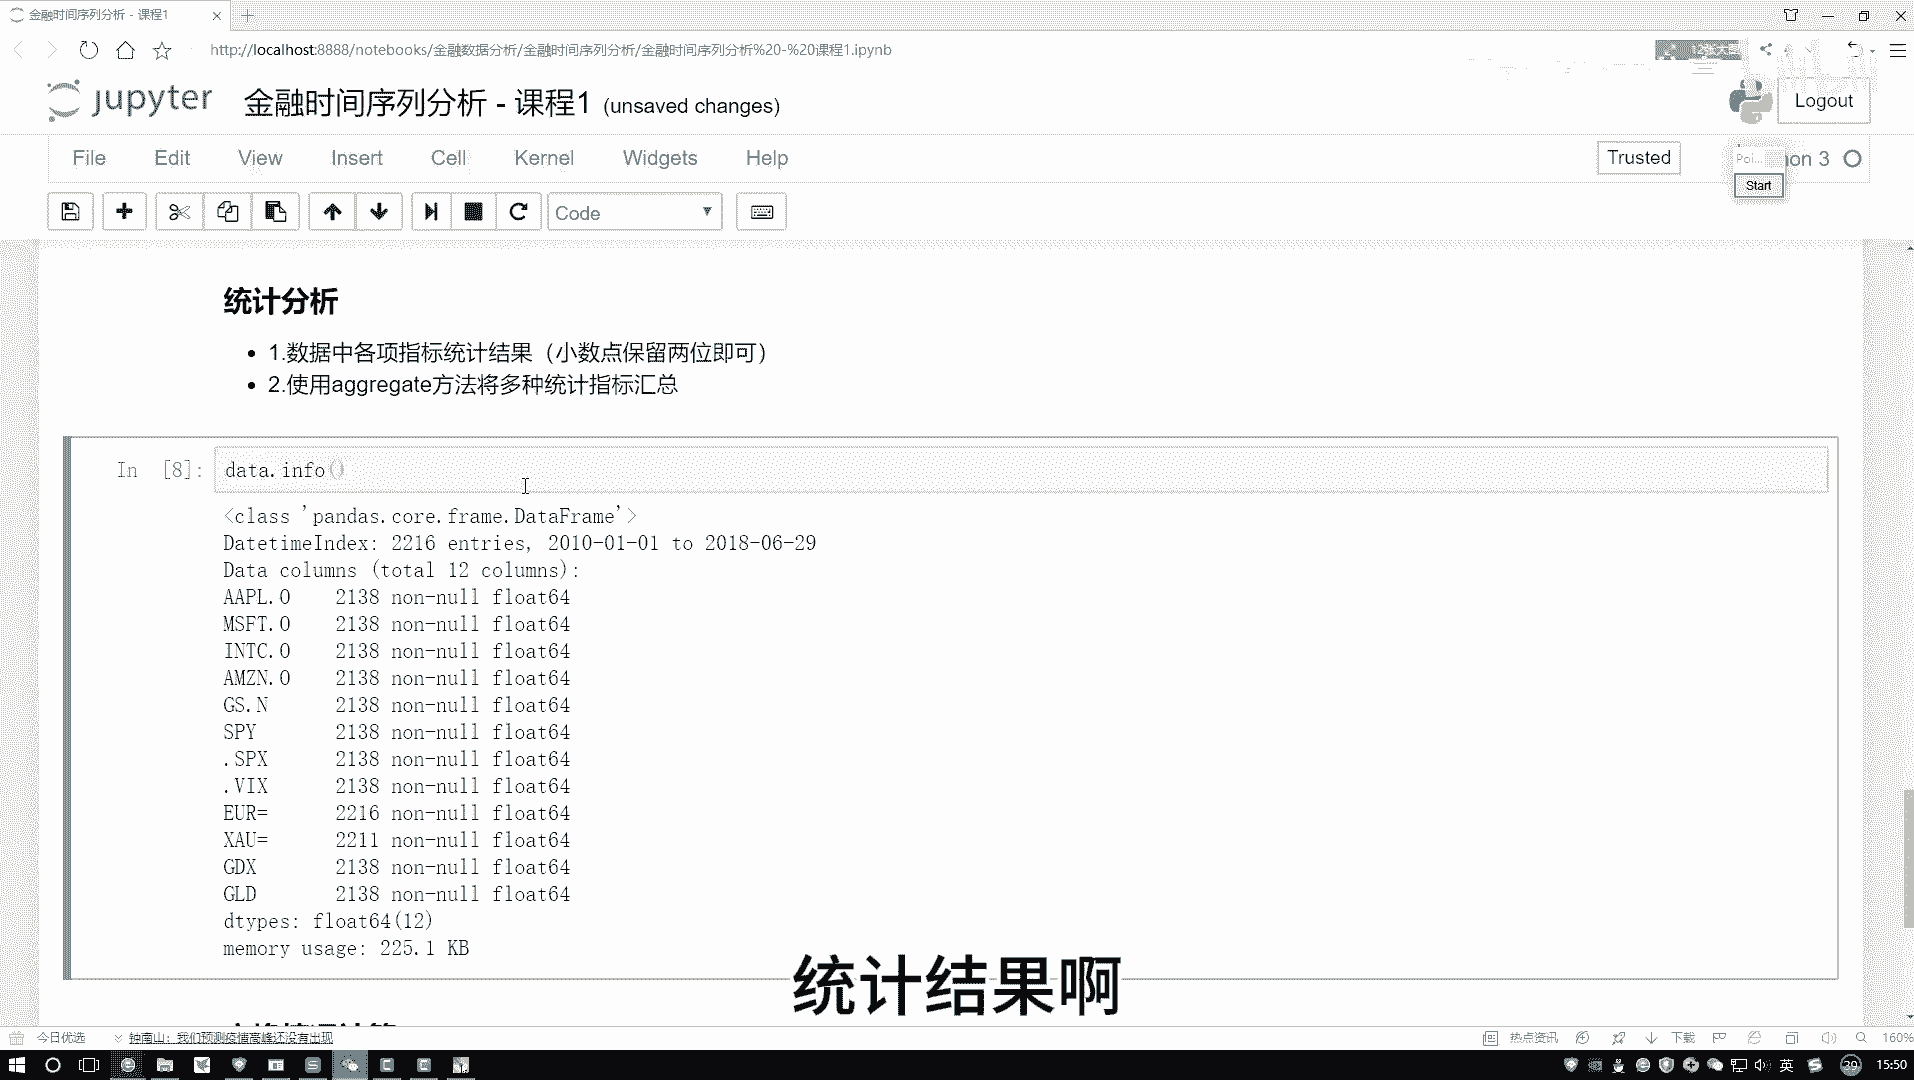 金融时间序列分析 - 课程1
http://localhost:8888/notebooks/金融数据分析/金融时间序列分析/金融时间序列分析%20-%20课程1.ipynb
12张大图
jupyter 金融时间序列分析 - 课程1 (unsaved changes)
Logout
File Edit View Insert Cell Kernel Widgets Help
Trusted
Poi... on 3
Start
Code
统计分析
1.数据中各项指标统计结果（小数点保留两位即可）
2.使用aggregate方法将多种统计指标汇总
In [8]: data.info()
<class 'pandas.core.frame.DataFrame'>
DatetimeIndex: 2216 entries, 2010-01-01 to 2018-06-29
Data columns (total 12 columns):
AAPL.O 2138 non-null float64
MSFT.O 2138 non-null float64
INTC.O 2138 non-null float64
AMZN.O 2138 non-null float64
GS.N 2138 non-null float64
SPY 2138 non-null float64
.SPX 2138 non-null float64
.VIX 2138 non-null float64
EUR= 2216 non-null float64
XAU= 2211 non-null float64
GDX 2138 non-null float64
GLD 2138 non-null float64
dtypes: float64(12)
memory usage: 225.1 KB
统计结果啊
今日优选 钟南山：我们预测疫情高峰还没有出现
热点资讯 下载 160%
英 29 15:50